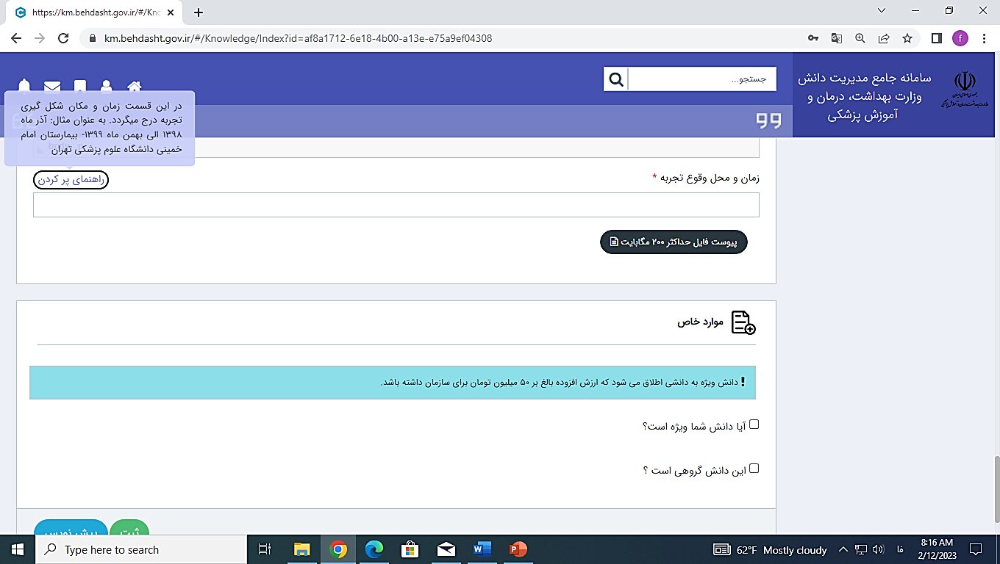 https://km.behdasht.gov.ir/#/Kno
km.behdasht.gov.ir/#/Knowledge/Index?id=af8a1712-6e18-4b00-a13e-e75a9ef04308
f
سامانه جامع مدیریت دانش
وزارت بهداشت، درمان و
آموزش پزشکی
جستجو...
در این قسمت زمان و مکان شکل گیری
تجربه درج میگردد. به عنوان مثال: آذر ماه
۱۳۹۸ الی بهمن ماه ۱۳۹۹- بیمارستان امام
خمینی دانشگاه علوم پزشکی تهران
زمان و محل وقوع تجربه *
راهنمای پر کردن
پیوست فایل حداکثر ۲۰۰ مگابایت
موارد خاص
! دانش ویژه به دانشی اطلاق می شود که ارزش افزوده بالغ بر ۵۰ میلیون تومان برای سازمان داشته باشد.
آیا دانش شما ویژه است؟
این دانش گروهی است ؟
ثبت
پیش نویس
Type here to search
62°F Mostly cloudy
فا
8:16 AM
2/12/2023